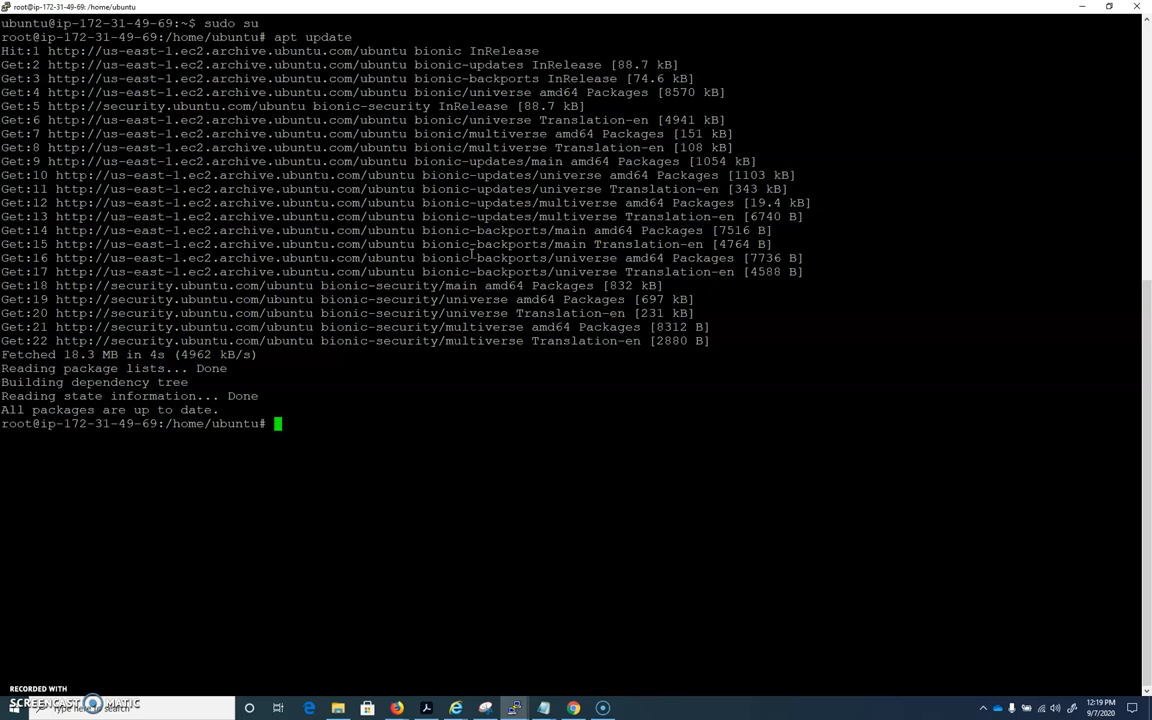 root@ip-172-31-49-69: /home/ubuntu
ubuntu@ip-172-31-49-69:~$ sudo su
root@ip-172-31-49-69:/home/ubuntu# apt update
Hit:1 http://us-east-1.ec2.archive.ubuntu.com/ubuntu bionic InRelease
Get:2 http://us-east-1.ec2.archive.ubuntu.com/ubuntu bionic-updates InRelease [88.7 kB]
Get:3 http://us-east-1.ec2.archive.ubuntu.com/ubuntu bionic-backports InRelease [74.6 kB]
Get:4 http://us-east-1.ec2.archive.ubuntu.com/ubuntu bionic/universe amd64 Packages [8570 kB]
Get:5 http://security.ubuntu.com/ubuntu bionic-security InRelease [88.7 kB]
Get:6 http://us-east-1.ec2.archive.ubuntu.com/ubuntu bionic/universe Translation-en [4941 kB]
Get:7 http://us-east-1.ec2.archive.ubuntu.com/ubuntu bionic/multiverse amd64 Packages [151 kB]
Get:8 http://us-east-1.ec2.archive.ubuntu.com/ubuntu bionic/multiverse Translation-en [108 kB]
Get:9 http://us-east-1.ec2.archive.ubuntu.com/ubuntu bionic-updates/main amd64 Packages [1054 kB]
Get:10 http://us-east-1.ec2.archive.ubuntu.com/ubuntu bionic-updates/universe amd64 Packages [1103 kB]
Get:11 http://us-east-1.ec2.archive.ubuntu.com/ubuntu bionic-updates/universe Translation-en [343 kB]
Get:12 http://us-east-1.ec2.archive.ubuntu.com/ubuntu bionic-updates/multiverse amd64 Packages [19.4 kB]
Get:13 http://us-east-1.ec2.archive.ubuntu.com/ubuntu bionic-updates/multiverse Translation-en [6740 B]
Get:14 http://us-east-1.ec2.archive.ubuntu.com/ubuntu bionic-backports/main amd64 Packages [7516 B]
Get:15 http://us-east-1.ec2.archive.ubuntu.com/ubuntu bionic-backports/main Translation-en [4764 B]
Get:16 http://us-east-1.ec2.archive.ubuntu.com/ubuntu bionic-backports/universe amd64 Packages [7736 B]
Get:17 http://us-east-1.ec2.archive.ubuntu.com/ubuntu bionic-backports/universe Translation-en [4588 B]
Get:18 http://security.ubuntu.com/ubuntu bionic-security/main amd64 Packages [832 kB]
Get:19 http://security.ubuntu.com/ubuntu bionic-security/universe amd64 Packages [697 kB]
Get:20 http://security.ubuntu.com/ubuntu bionic-security/universe Translation-en [231 kB]
Get:21 http://security.ubuntu.com/ubuntu bionic-security/multiverse amd64 Packages [8312 B]
Get:22 http://security.ubuntu.com/ubuntu bionic-security/multiverse Translation-en [2880 B]
Fetched 18.3 MB in 4s (4962 kB/s)
Reading package lists... Done
Building dependency tree
Reading state information... Done
All packages are up to date.
root@ip-172-31-49-69:/home/ubuntu#
RECORDED WITH
SCREENCAST MATIC
Type here to search
12:19 PM
9/7/2020